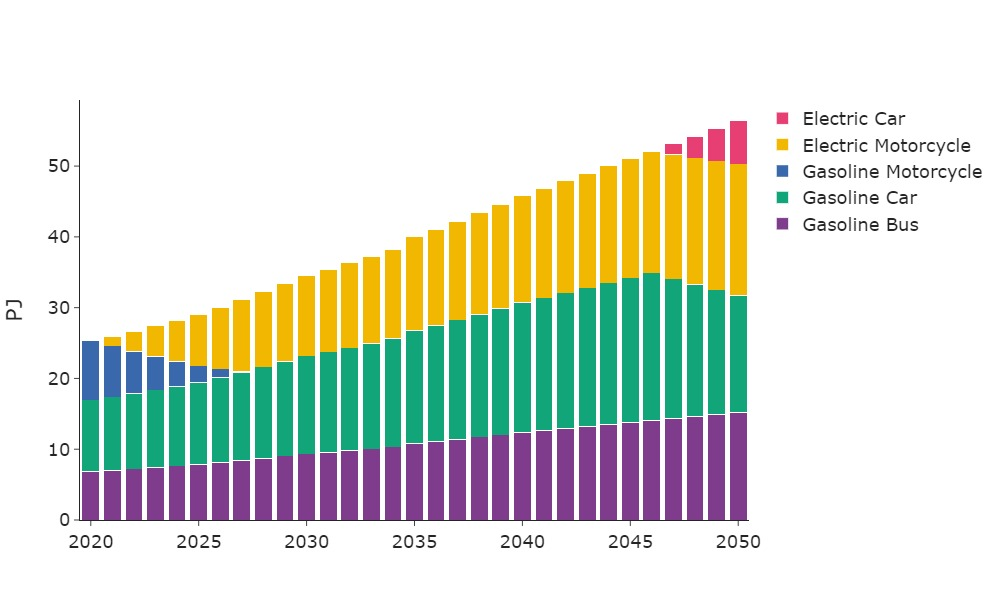 PJ
50
40
30
20
10
0
2020 2025 2030 2035 2040 2045 2050
Electric Car
Electric Motorcycle
Gasoline Motorcycle
Gasoline Car
Gasoline Bus